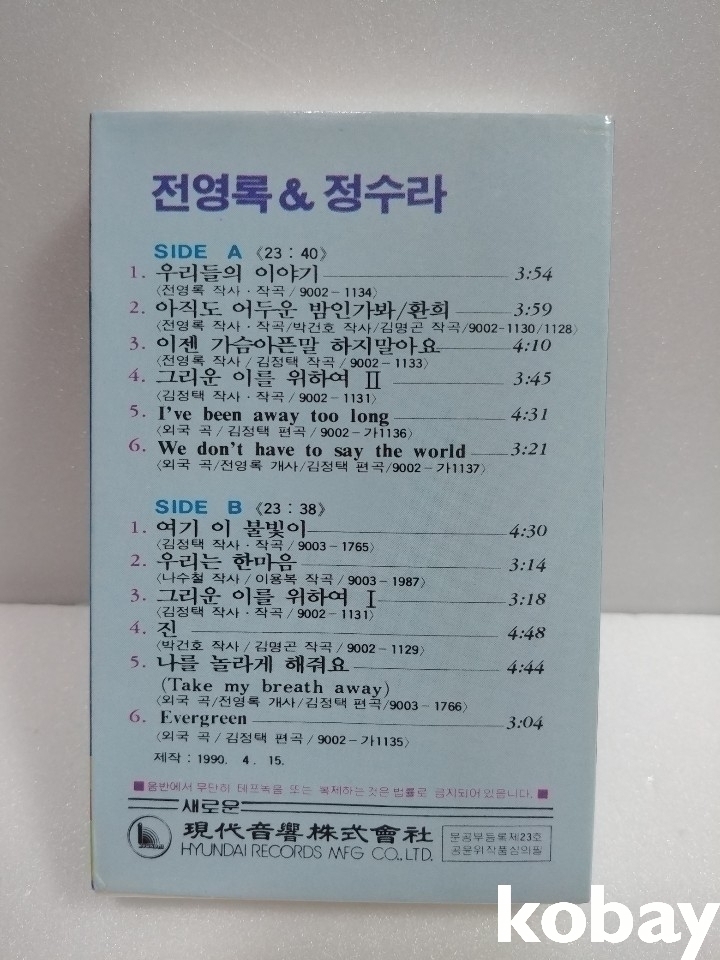 전영록 & 정수라
SIDE A 《23 : 40》
1. 우리들의 이야기 3:54
〈전영록 작사 · 작곡/9002-1134〉
2. 아직도 어두운 밤인가봐/환희 3:59
〈전영록 작사 · 작곡/박건호 작사/김명곤 작곡/9002-1130/1128〉
3. 이젠 가슴아픈말 하지말아요 4:10
〈전영록 작사/김정택 작곡/9002-1133〉
4. 그리운 이를 위하여 Ⅱ 3:45
〈김정택 작사 · 작곡/9002-1131〉
5. I've been away too long 4:31
〈외국 곡/김정택 편곡/9002-가1136〉
6. We don't have to say the world 3:21
〈외국 곡/전영록 개사/김정택 편곡/9002-가1137〉
SIDE B 《23 : 38》
1. 여기 이 불빛이 4:30
〈김정택 작사 · 작곡/9003-1765〉
2. 우리는 한마음 3:14
〈나수철 작사/이용복 작곡/9003-1987〉
3. 그리운 이를 위하여 Ⅰ 3:18
〈김정택 작사 · 작곡/9002-1131〉
4. 진 4:48
〈박건호 작사/김명곤 작곡/9002-1129〉
5. 나를 놀라게 해줘요 4:44
(Take my breath away)
〈외국 곡/전영록 개사/김정택 편곡/9003-1766〉
6. Evergreen 3:04
〈외국 곡/김정택 편곡/9002-가1135〉
제작 : 1990. 4. 15.
■음반에서 무단히 테프녹음 또는 복제하는것은 법률로 금지되어 있읍니다.■
새로운
現代音響株式會社
HYUNDAI RECORDS MFG CO.,LTD.
문공부등록제23호
공윤위작품심의필
kobay